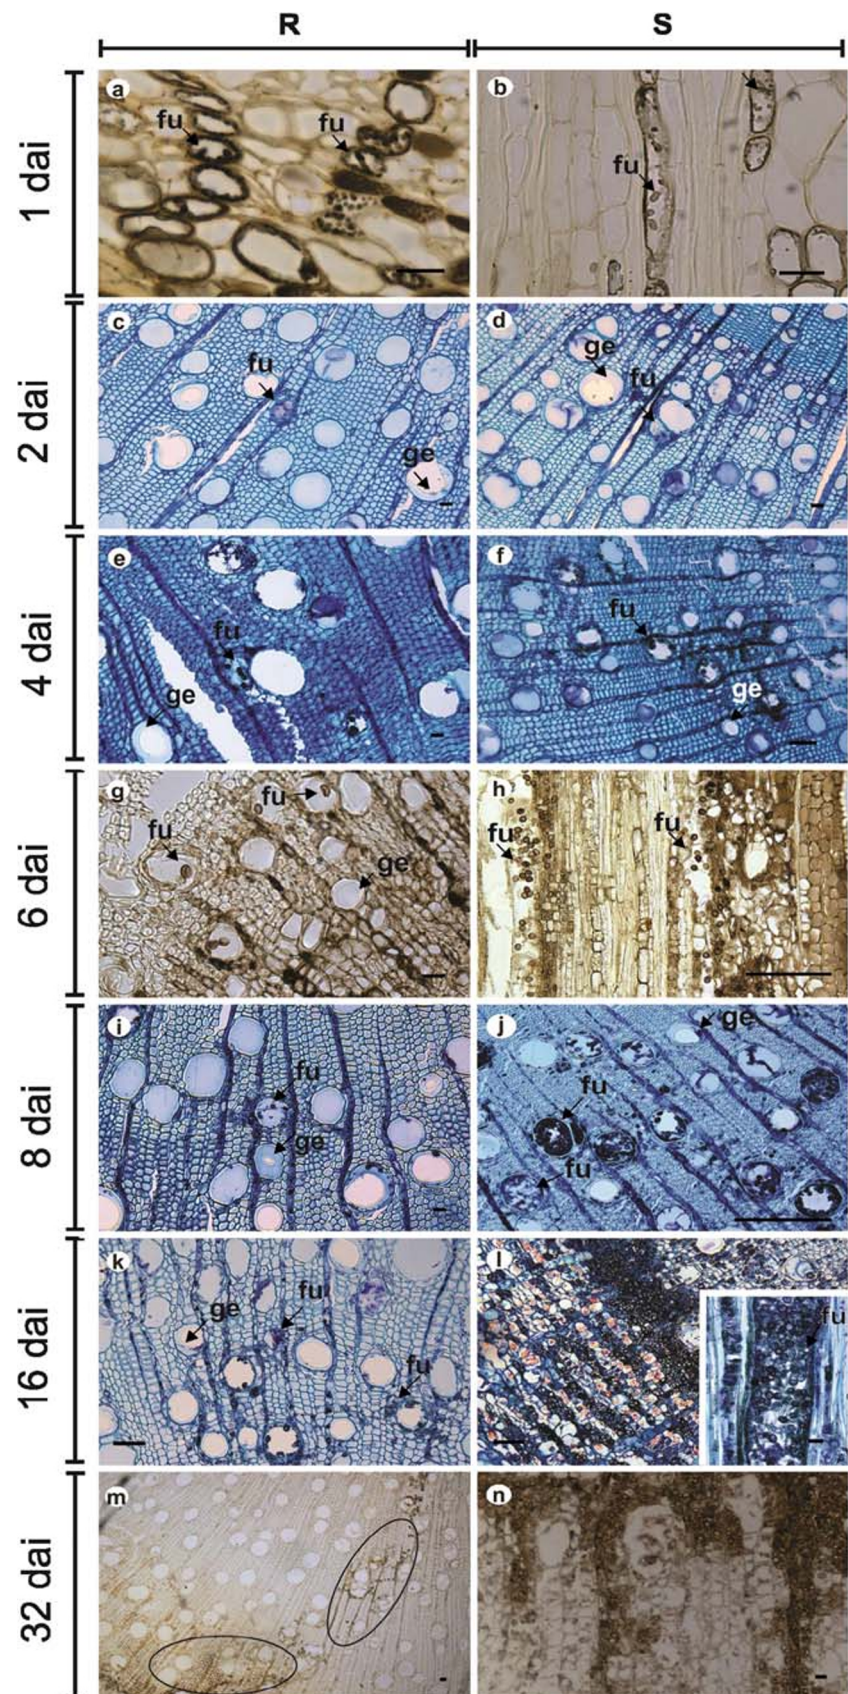 R S
1 dai
a fu fu
b fu
2 dai
c fu ge
d ge fu
4 dai
e fu ge
f fu ge
6 dai
g fu fu ge
h fu fu
8 dai
i fu ge
j ge fu fu
16 dai
k ge fu fu
l fu
32 dai
m
n